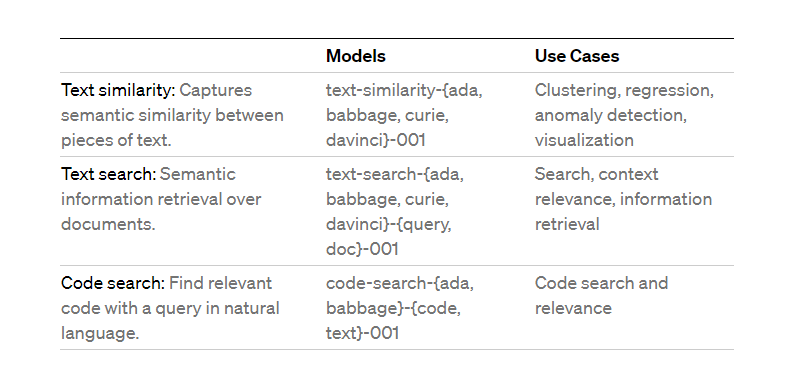 Models Use Cases
Text similarity: Captures text-similarity-{ada, Clustering, regression,
semantic similarity between babbage, curie, anomaly detection,
pieces of text. davinci}-001 visualization
Text search: Semantic text-search-{ada, Search, context
information retrieval over babbage, curie, relevance, information
documents. davinci}-{query, retrieval
doc}-001
Code search: Find relevant code-search-{ada, Code search and
code with a query in natural babbage}-{code, relevance
language. text}-001